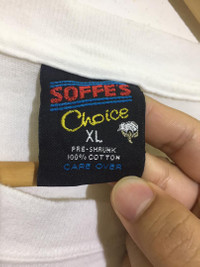 SOFFE'S
Choice
XL
PRE-SHRUNK
100% COTTON
CARE OVER